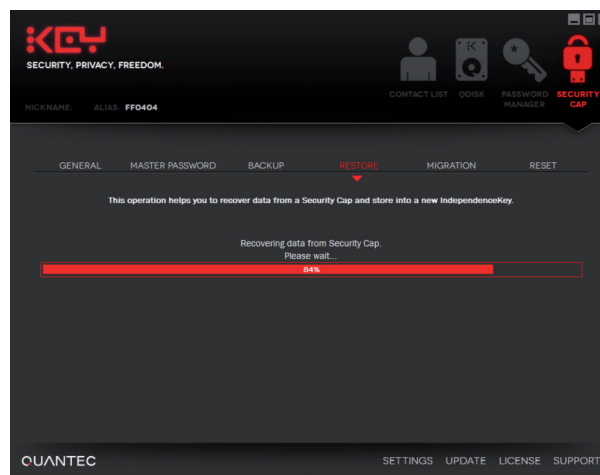 KEY
SECURITY, PRIVACY, FREEDOM.
CONTACT LIST QDISK PASSWORD MANAGER SECURITY CAP
NICKNAME: ALIAS: FF0404
GENERAL MASTER PASSWORD BACKUP RESTORE MIGRATION RESET
This operation helps you to recover data from a Security Cap and store into a new IndependenceKey.
Recovering data from Security Cap.
Please wait...
84%
QUANTEC SETTINGS UPDATE LICENSE SUPPORT